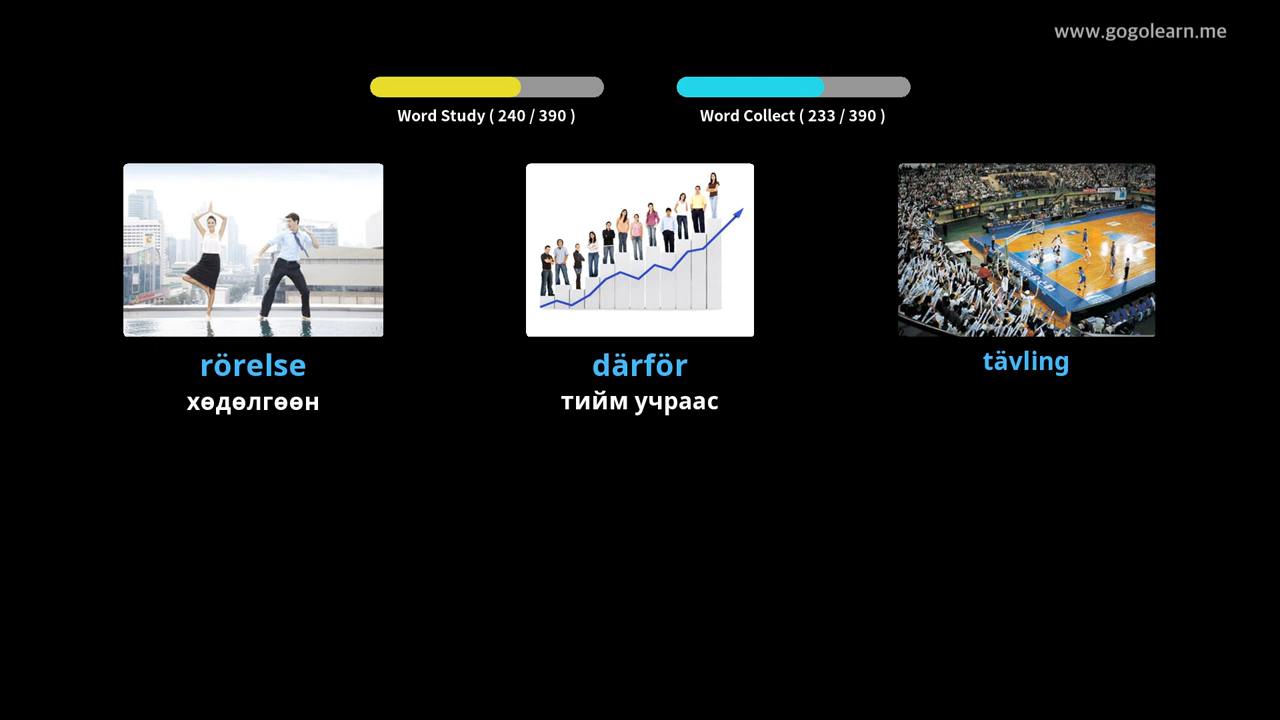 www.gogolearn.me
Word Study ( 240 / 390 )
Word Collect ( 233 / 390 )
rörelse
хөдөлгөөн
därför
тийм учраас
tävling